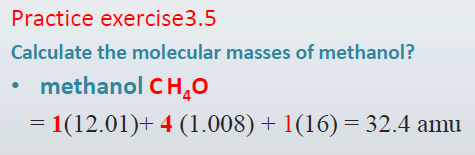 Practice exercise3.5
Calculate the molecular masses of methanol?
• methanol CH₄O
= 1(12.01)+ 4 (1.008) + 1(16) = 32.4 amu